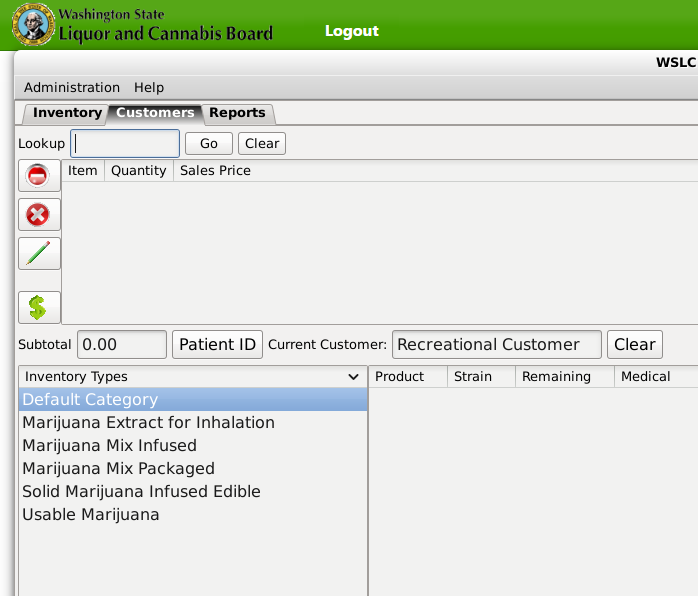 Washington State
Liquor and Cannabis Board
Logout
WSLC
Administration Help
Inventory Customers Reports
Lookup Go Clear
Item Quantity Sales Price
Subtotal 0.00 Patient ID Current Customer: Recreational Customer Clear
Inventory Types Product Strain Remaining Medical
Default Category
Marijuana Extract for Inhalation
Marijuana Mix Infused
Marijuana Mix Packaged
Solid Marijuana Infused Edible
Usable Marijuana